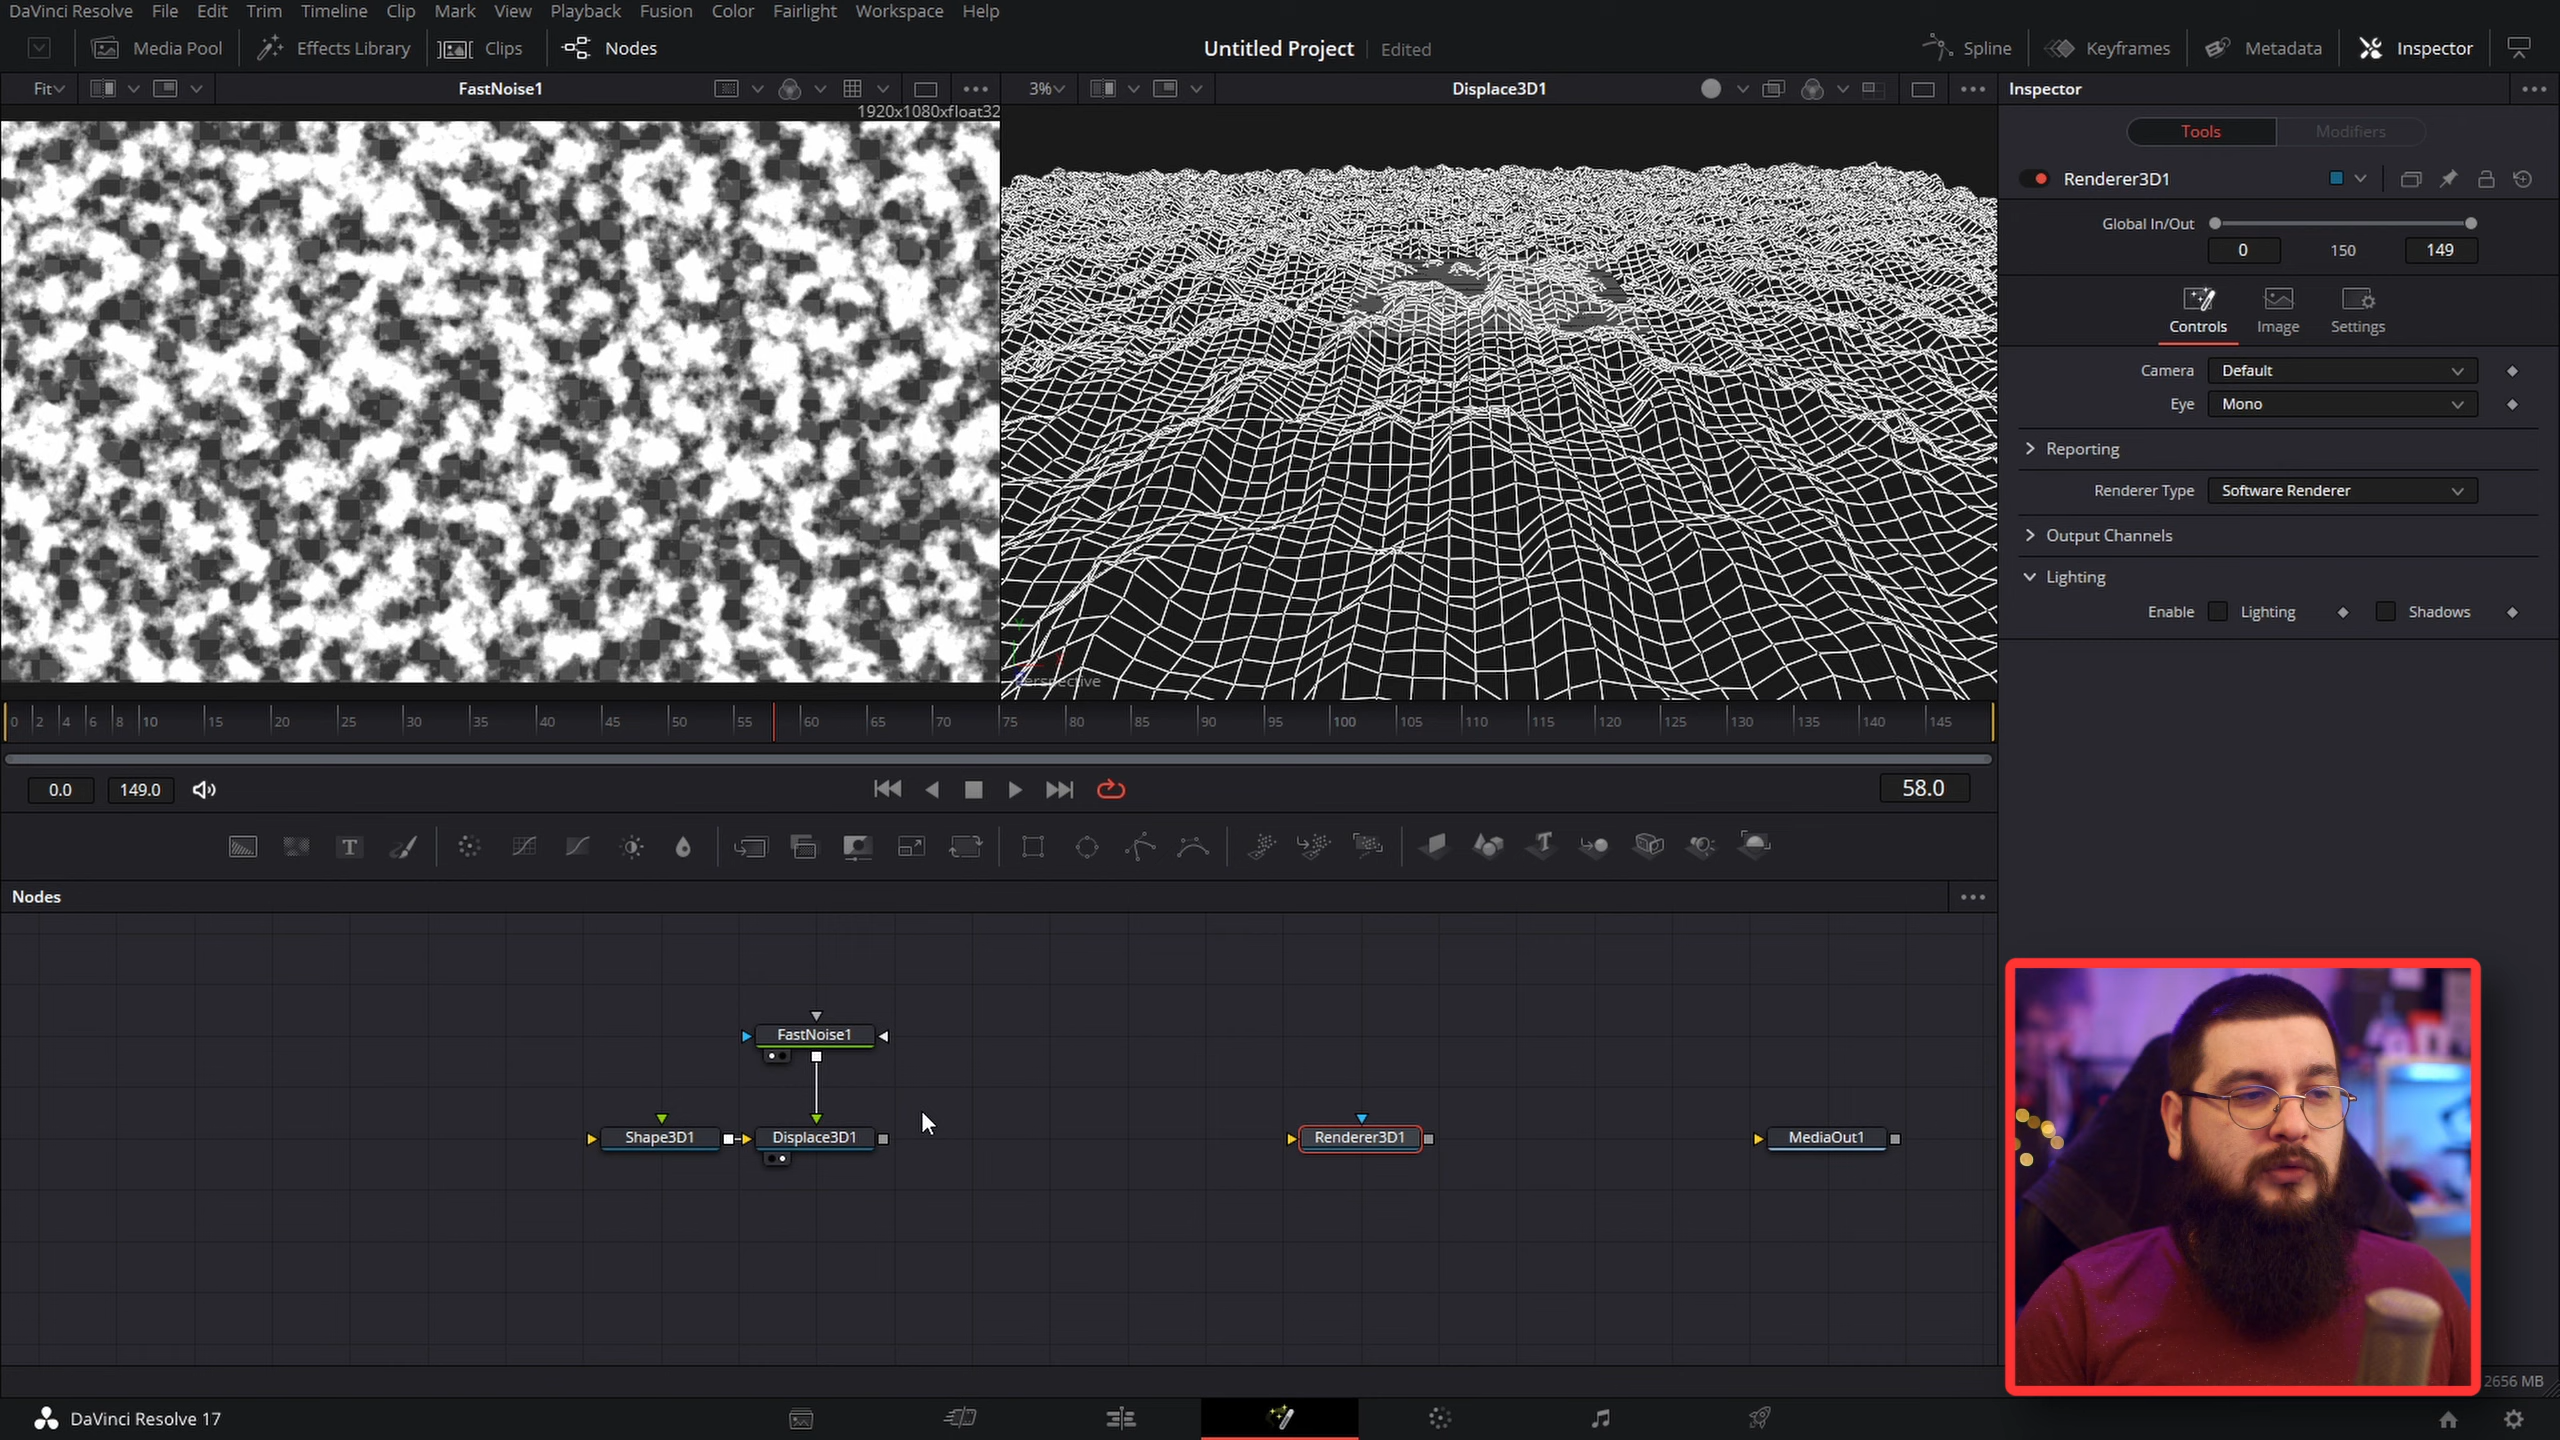 DaVinci Resolve File Edit Trim Timeline Clip Mark View Playback Fusion Color Fairlight Workspace Help
Media Pool Effects Library Clips Nodes Untitled Project Edited Spline Keyframes Metadata Inspector
Fit FastNoise1 3% Displace3D1 Inspector
1920x1080xfloat32
Tools Modifiers
Renderer3D1
Global In/Out
0 150 149
Controls Image Settings
Camera Default
Eye Mono
Reporting
Renderer Type Software Renderer
Output Channels
Lighting
Enable Lighting Shadows
Perspective
0 2 4 6 8 10 15 20 25 30 35 40 45 50 55 60 65 70 75 80 85 90 95 100 105 110 115 120 125 130 135 140 145
0.0 149.0 58.0
T T
Nodes
FastNoise1
Shape3D1 Displace3D1 Renderer3D1 MediaOut1
2656 MB
DaVinci Resolve 17